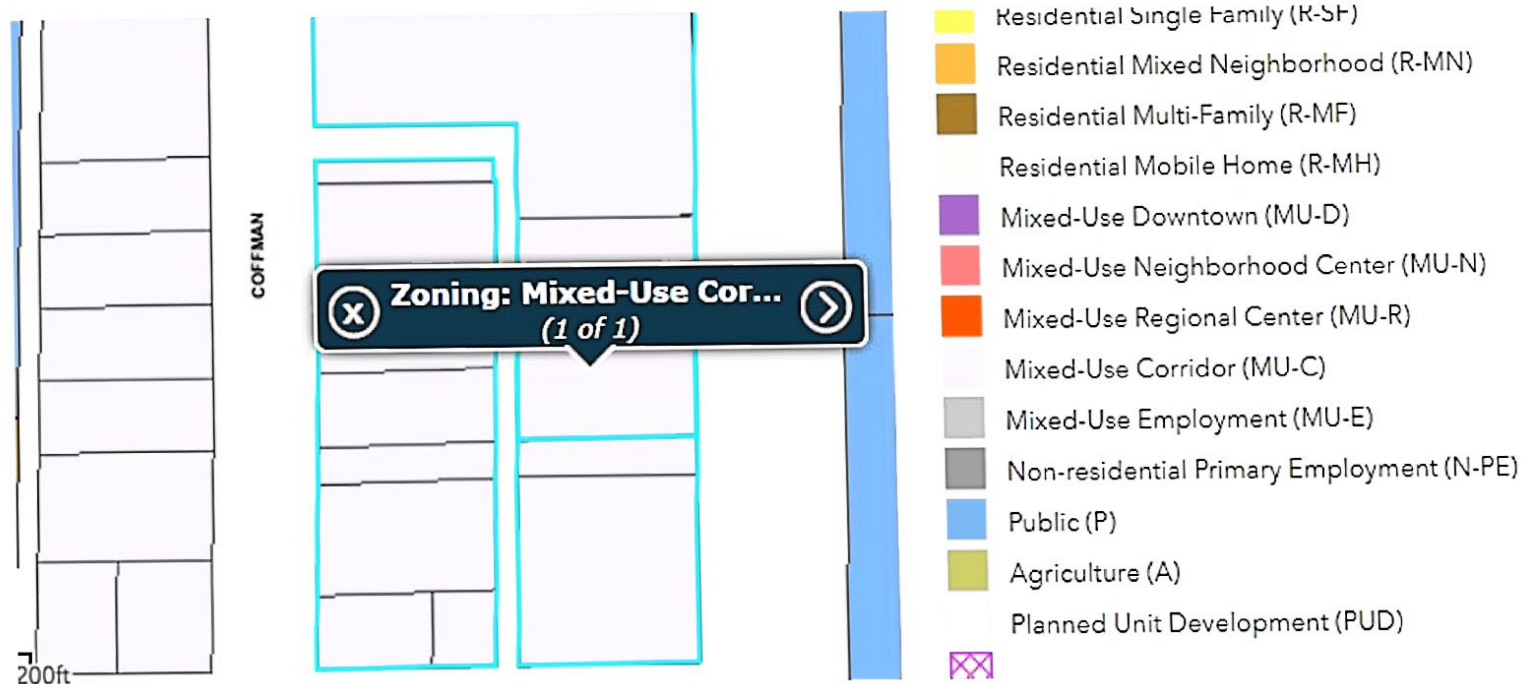 COFFMAN
Zoning: Mixed-Use Cor...
(1 of 1)
200ft
Residential Single Family (R-SF)
Residential Mixed Neighborhood (R-MN)
Residential Multi-Family (R-MF)
Residential Mobile Home (R-MH)
Mixed-Use Downtown (MU-D)
Mixed-Use Neighborhood Center (MU-N)
Mixed-Use Regional Center (MU-R)
Mixed-Use Corridor (MU-C)
Mixed-Use Employment (MU-E)
Non-residential Primary Employment (N-PE)
Public (P)
Agriculture (A)
Planned Unit Development (PUD)